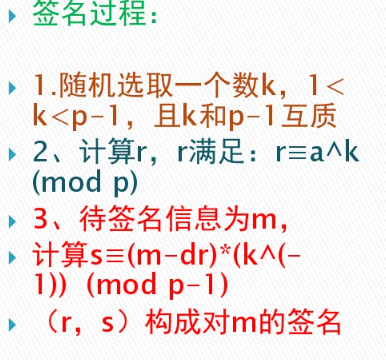 签名过程：
1.随机选取一个数k，1<
k<p-1，且k和p-1互质
2、计算r，r满足：r≡a^k
(mod p)
3、待签名信息为m，
计算s≡(m-dr)*(k^(-
1)) (mod p-1)
（r，s）构成对m的签名